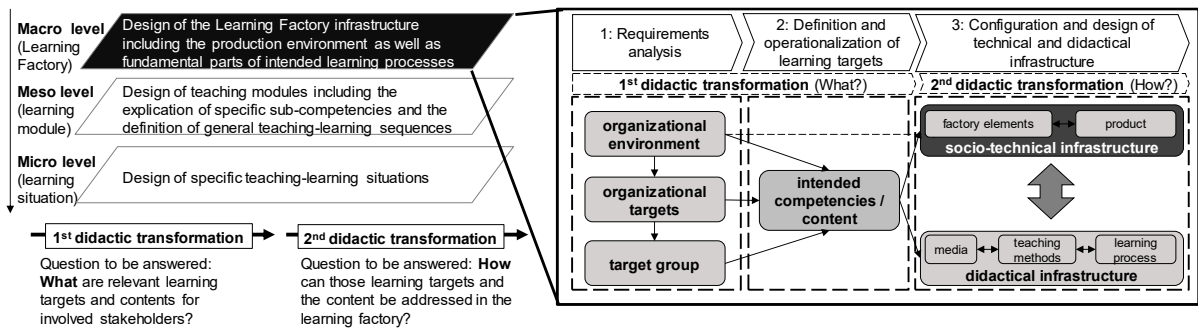 Macro level
(Learning
Factory)
Design of the Learning Factory infrastructure
including the production environment as well as
fundamental parts of intended learning processes
Meso level
(learning
module)
Design of teaching modules including the
explication of specific sub-competencies and the
definition of general teaching-learning sequences
Micro level
(learning
situation)
Design of specific teaching-learning situations
1st didactic transformation
Question to be answered:
What are relevant learning
targets and contents for
involved stakeholders?
2nd didactic transformation
Question to be answered: How
can those learning targets and
the content be addressed in the
learning factory?
1: Requirements
analysis
2: Definition and
operationalization of
learning targets
3: Configuration and design of
technical and didactical
infrastructure
1st didactic transformation (What?)
2nd didactic transformation (How?)
organizational
environment
organizational
targets
target group
intended
competencies /
content
factory elements
product
socio-technical infrastructure
media
teaching
methods
learning
process
didactical infrastructure